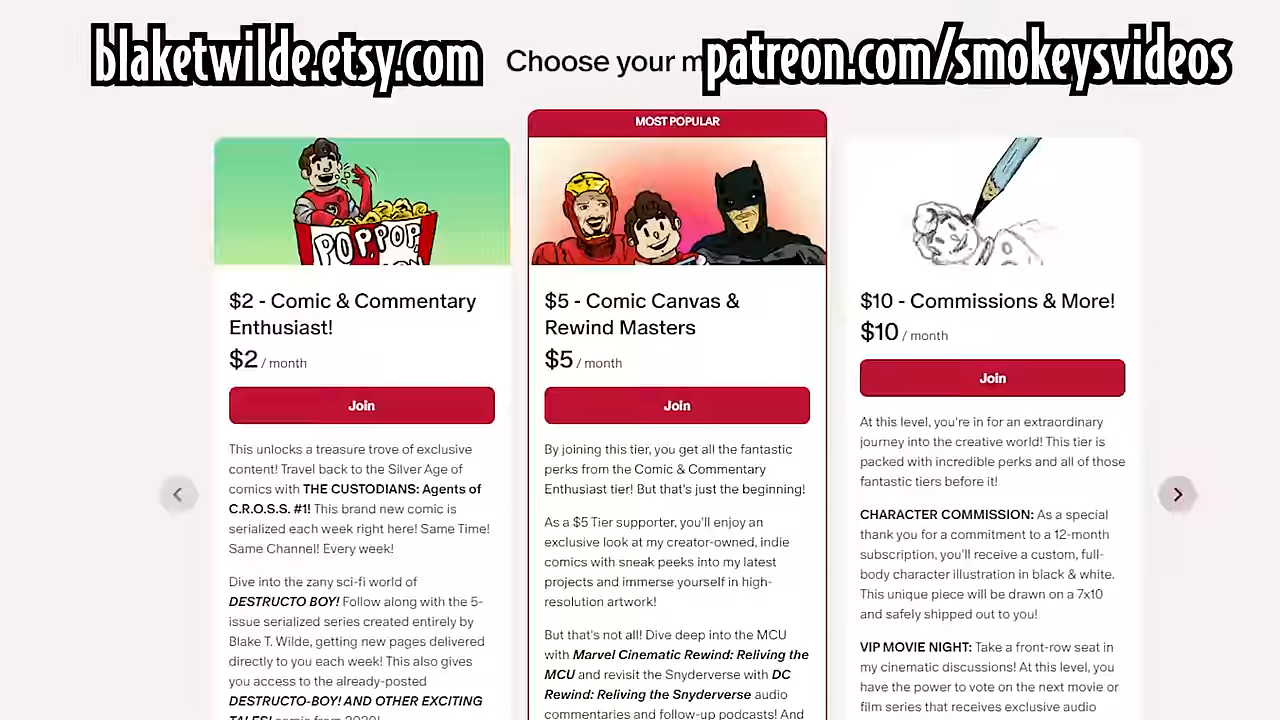 blaketwilde.etsy.com
Choose your m
patreon.com/smokeysvideos
POP, POP,
$2 - Comic & Commentary
Enthusiast!
$2 / month
Join
This unlocks a treasure trove of exclusive
content! Travel back to the Silver Age of
comics with THE CUSTODIANS: Agents of
C.R.O.S.S. #1! This brand new comic is
serialized each week right here! Same Time!
Same Channel! Every week!
Dive into the zany sci-fi world of
DESTRUCTO BOY! Follow along with the 5-
issue serialized series created entirely by
Blake T. Wilde, getting new pages delivered
directly to you each week! This also gives
you access to the already-posted
DESTRUCTO-BOY! AND OTHER EXCITING
TALES! comic from 2020!
MOST POPULAR
$5 - Comic Canvas &
Rewind Masters
$5 / month
Join
By joining this tier, you get all the fantastic
perks from the Comic & Commentary
Enthusiast tier! But that's just the beginning!
As a $5 Tier supporter, you'll enjoy an
exclusive look at my creator-owned, indie
comics with sneak peeks into my latest
projects and immerse yourself in high-
resolution artwork!
But that's not all! Dive deep into the MCU
with Marvel Cinematic Rewind: Reliving the
MCU and revisit the Snyderverse with DC
Rewind: Reliving the Snyderverse audio
commentaries and follow-up podcasts! And
$10 - Commissions & More!
$10 / month
Join
At this level, you're in for an extraordinary
journey into the creative world! This tier is
packed with incredible perks and all of those
fantastic tiers before it!
CHARACTER COMMISSION: As a special
thank you for a commitment to a 12-month
subscription, you'll receive a custom, full-
body character illustration in black & white.
This unique piece will be drawn on a 7x10
and safely shipped out to you!
VIP MOVIE NIGHT: Take a front-row seat in
my cinematic discussions! At this level, you
have the power to vote on the next movie or
film series that receives exclusive audio